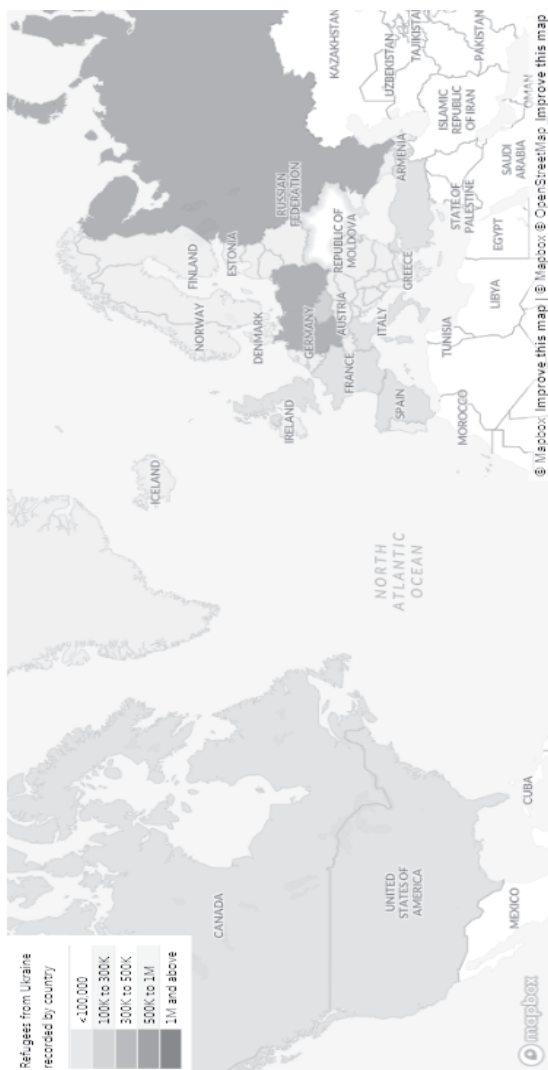 Refugees from Ukraine
recorded by country
<100,000
100K to 300K
300K to 500K
500K to 1M
1M and above
CANADA
UNITED
STATES OF
AMERICA
MEXICO
CUBA
NORTH
ATLANTIC
OCEAN
ICELAND
IRELAND
NORWAY
FINLAND
DENMARK
ESTONIA
RUSSIAN
FEDERATION
GERMANY
FRANCE
AUSTRIA
REPUBLIC OF
MOLDOVA
SPAIN
ITALY
GREECE
ARMENIA
MOROCCO
TUNISIA
LIBYA
EGYPT
STATE OF
PALESTINE
SAUDI
ARABIA
ISLAMIC
REPUBLIC
OF IRAN
KAZAKHSTAN
UZBEKISTAN
TAJIKISTA
PAKISTAN
OMAN
mapbox
© Mapbox Improve this map | © Mapbox © OpenStreetMap Improve this map